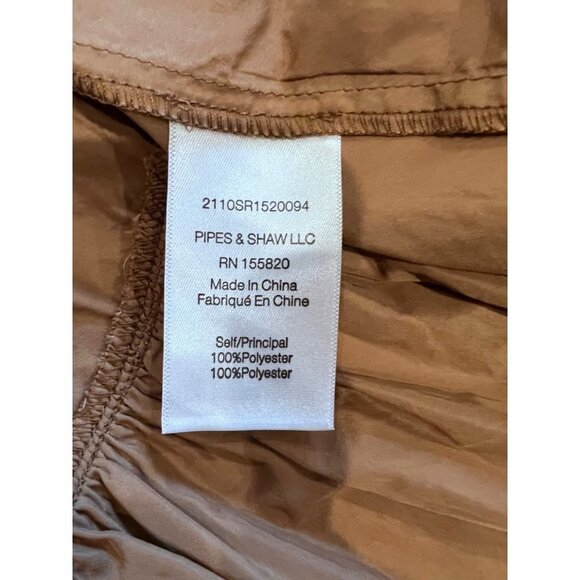 2110SR1520094
PIPES & SHAW LLC
RN 155820
Made In China
Fabriqué En Chine
Self/Principal
100%Polyester
100%Polyester